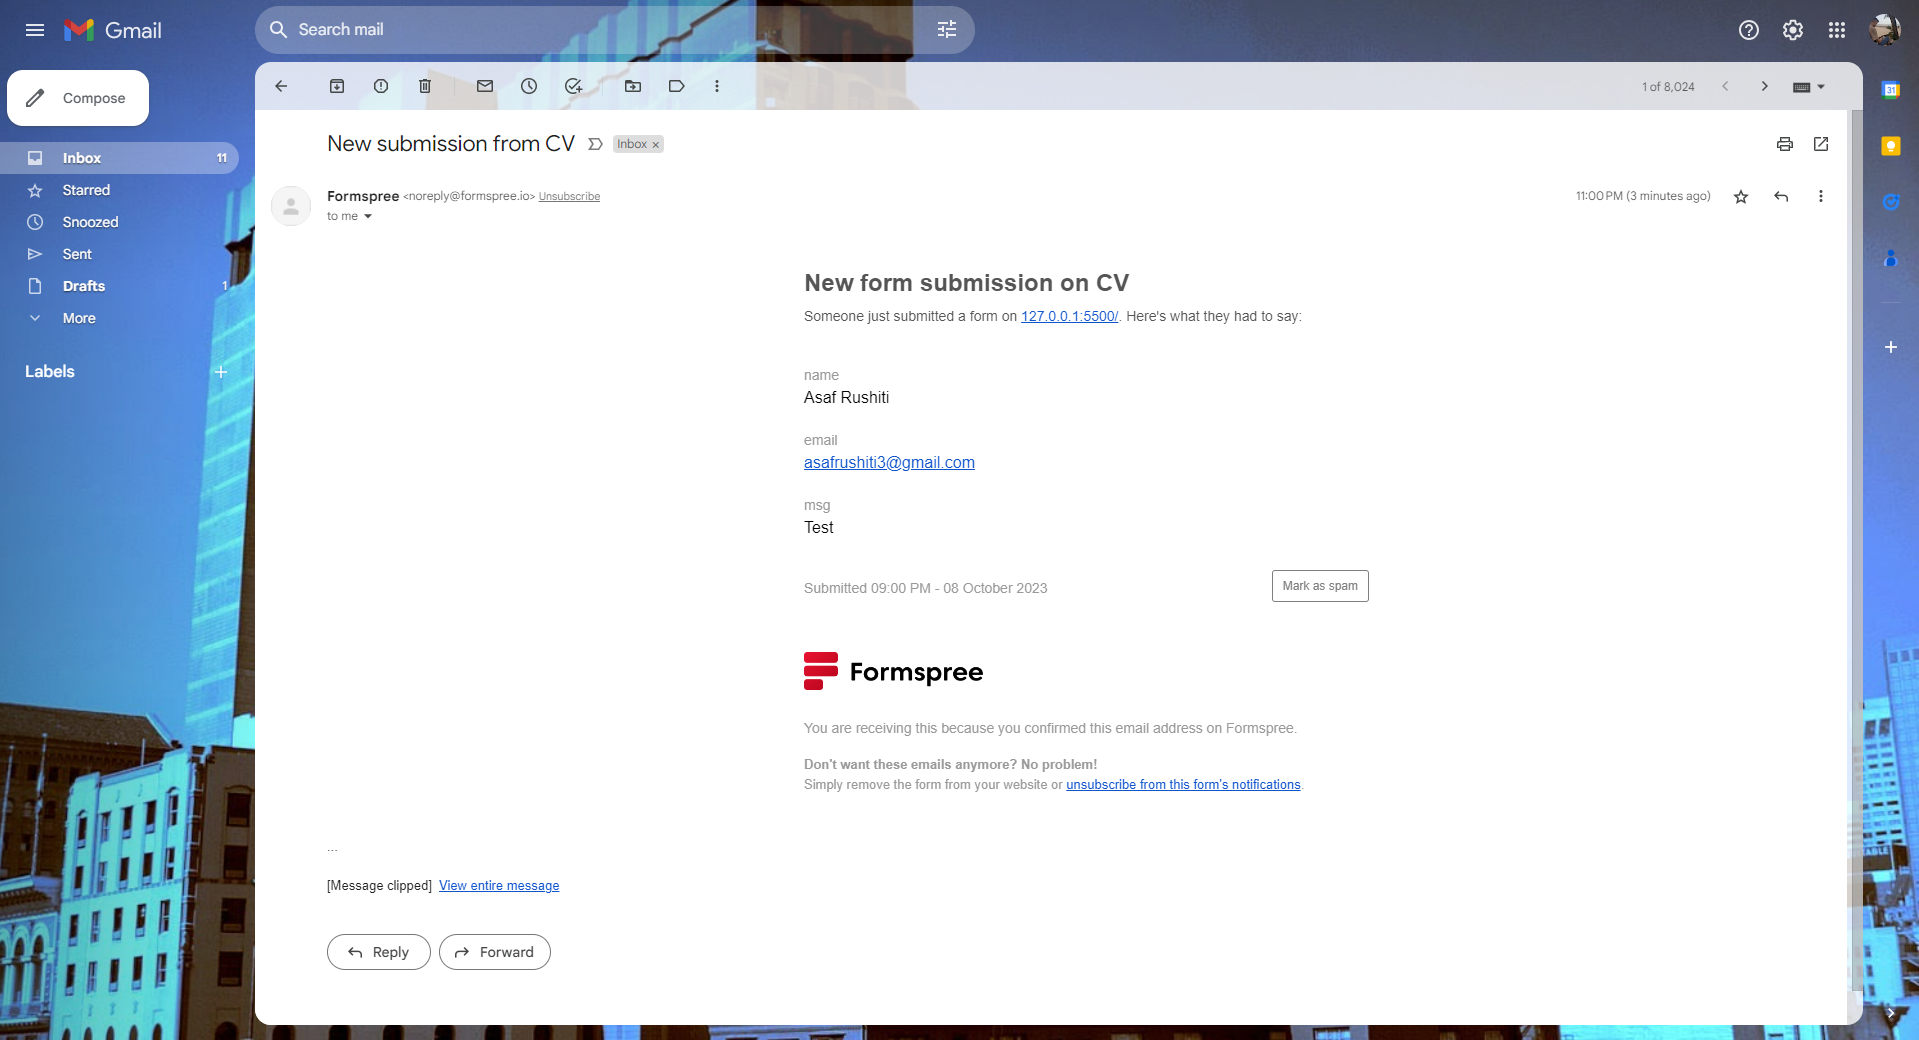 Gmail
Search mail
Compose
1 of 8,024
31
Inbox 11
Starred
Snoozed
Sent
Drafts 1
More
Labels
New submission from CV
Inbox ×
Formspree <noreply@formspree.io> Unsubscribe
to me
11:00 PM (3 minutes ago)
New form submission on CV
Someone just submitted a form on 127.0.0.1:5500/. Here's what they had to say:
name
Asaf Rushiti
email
asafrushiti3@gmail.com
msg
Test
Submitted 09:00 PM - 08 October 2023
Mark as spam
Formspree
You are receiving this because you confirmed this email address on Formspree.
Don't want these emails anymore? No problem!
Simply remove the form from your website or unsubscribe from this form's notifications.
...
[Message clipped] View entire message
Reply
Forward